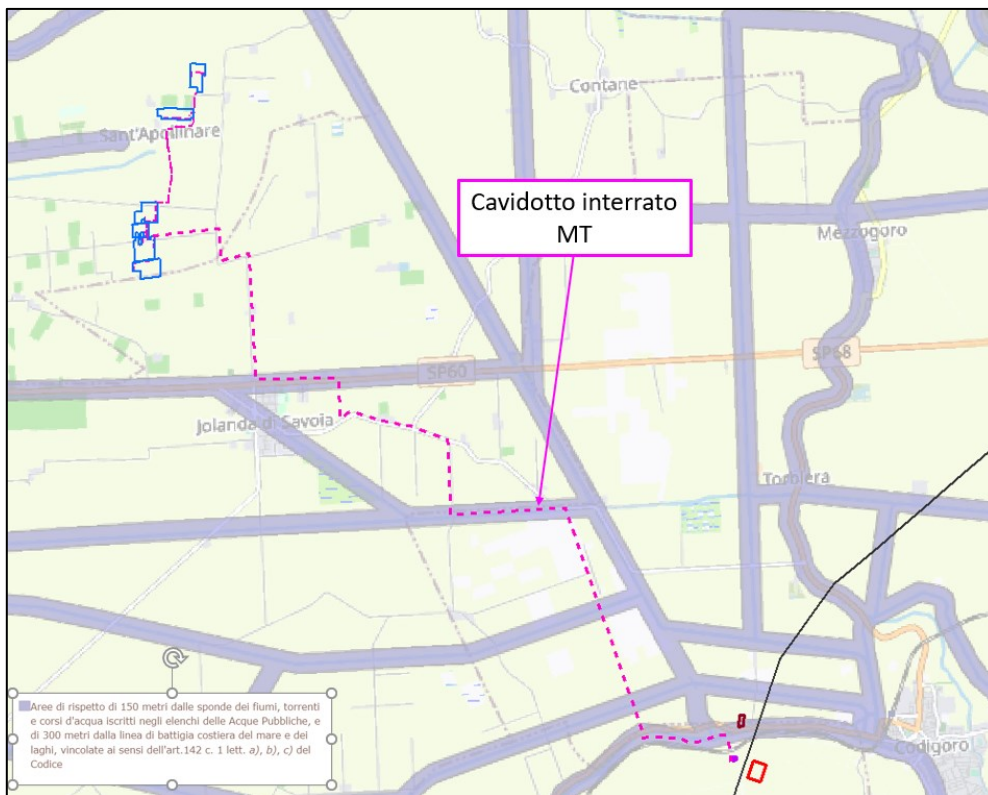 Contane
Sant'Apollinare
Cavidotto interrato
MT
Mezzogoro
SP68
SP60
Jolanda di Savoia
Torbiera
Codigoro
Aree di rispetto di 150 metri dalle sponde dei fiumi, torrenti
e corsi d'acqua iscritti negli elenchi delle Acque Pubbliche, e
di 300 metri dalla linea di battigia costiera del mare e dei
laghi, vincolate ai sensi dell'art.142 c. 1 lett. a), b), c) del
Codice